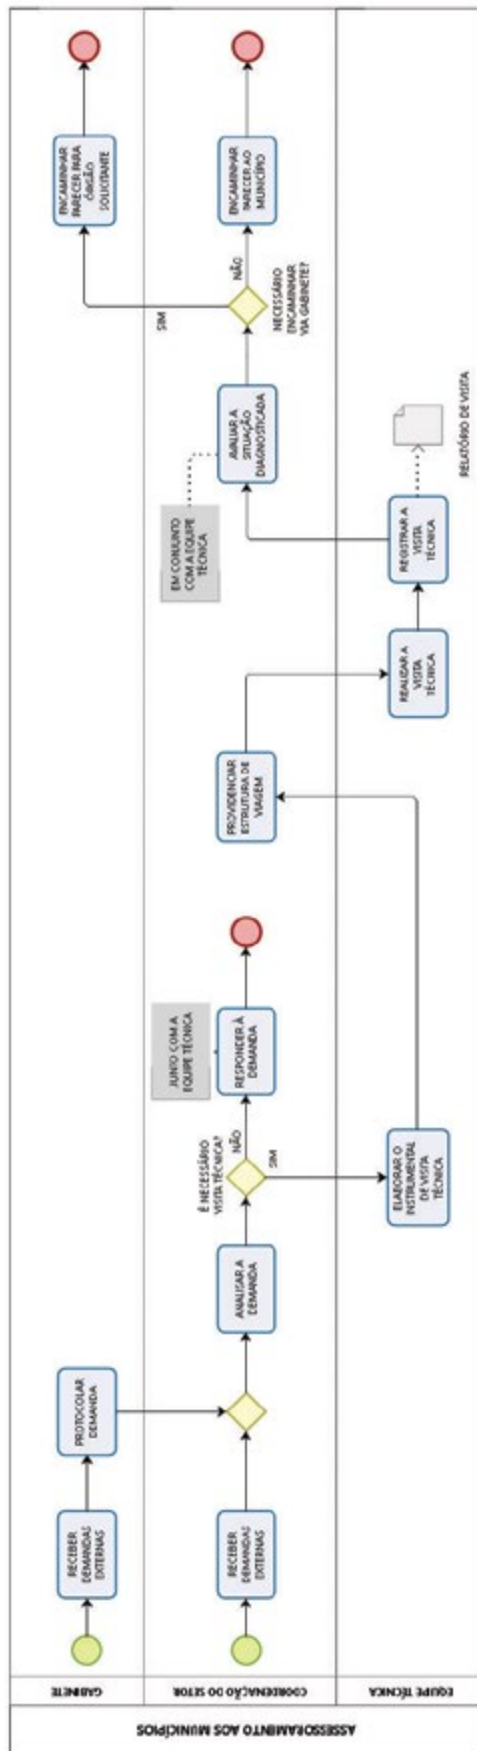 ASSESSORAMENTO AOS MUNICÍPIOS
GABINETE
RECEBER
DEMANDAS
EXTERNAS
PROTOCOLAR
DEMANDA
SIM
ENCAMINHAR
PARECER PARA
ÓRGÃO
SOLICITANTE
COORDENAÇÃO DO SETOR
RECEBER
DEMANDAS
EXTERNAS
ANALISAR A
DEMANDA
É NECESSÁRIO
VISITA TÉCNICA?
NÃO
SIM
JUNTO COM A
EQUIPE TÉCNICA
RESPONDER À
DEMANDA
PROVIDENCIAR
ESTRUTURA DE
VIAGEM
EM CONJUNTO
COM A EQUIPE
TÉCNICA
AVALIAR A
SITUAÇÃO
DIAGNOSTICADA
NECESSÁRIO
ENCAMINHAR
VIA GABINETE?
NÃO
ENCAMINHAR
PARECER AO
MUNICÍPIO
EQUIPE TÉCNICA
ELABORAR O
INSTRUMENTAL
DE VISITA
TÉCNICA
REALIZAR A
VISITA
TÉCNICA
REGISTRAR A
VISITA
TÉCNICA
RELATÓRIO DE VISITA